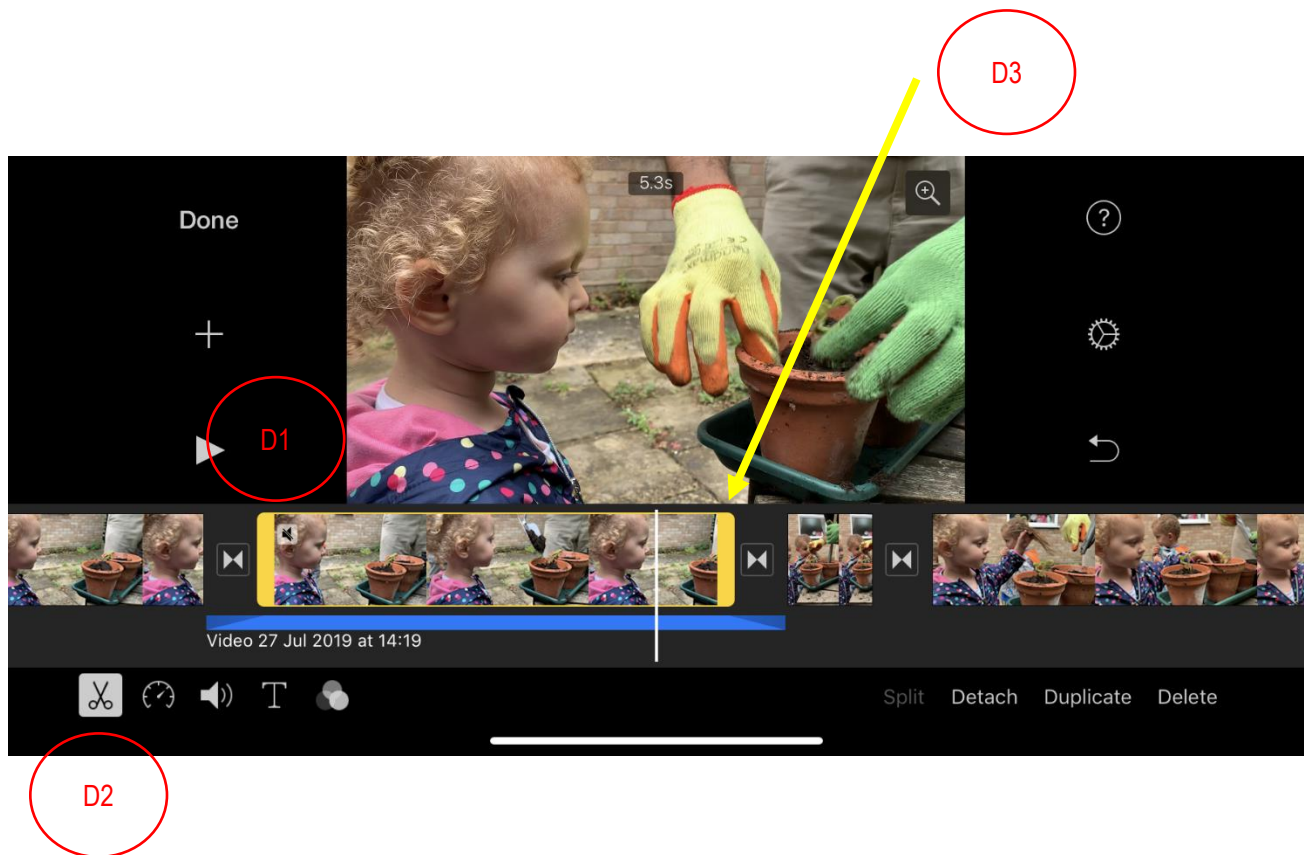 D3
5.3s
Done
?
D1
Video 27 Jul 2019 at 14:19
T
Split Detach Duplicate Delete
D2